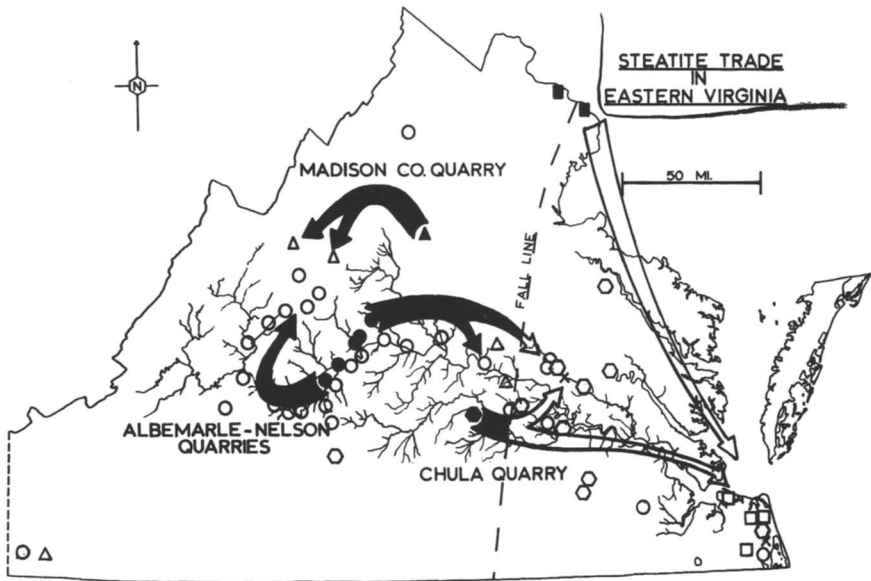 STEATITE TRADE
IN
EASTERN VIRGINIA
N
50 MI.
MADISON CO. QUARRY
FALL LINE
ALBEMARLE-NELSON
QUARRIES
CHULA QUARRY